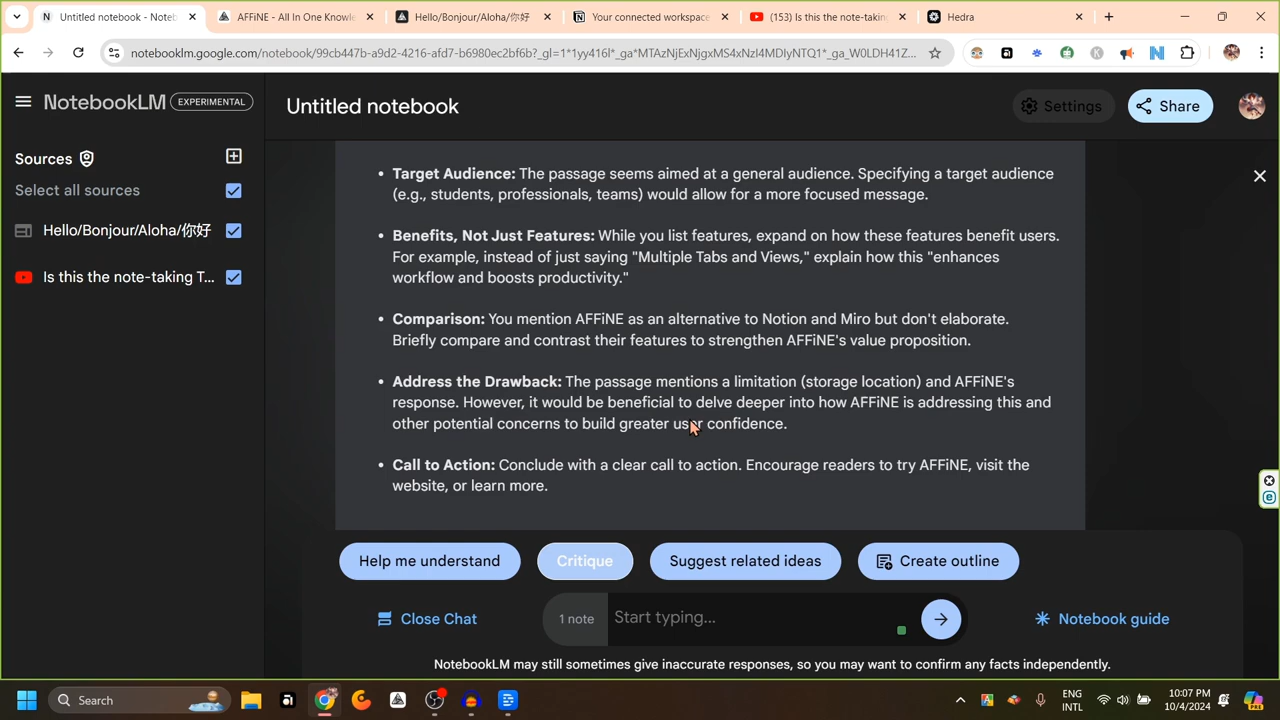 Untitled notebook - Noteb
AFFiNE - All In One Knowle
Hello/Bonjour/Aloha/你好
Your connected workspace
(153) Is this the note-takin
Hedra
notebooklm.google.com/notebook/99cb447b-a9d2-4216-afd7-b6980ec2bf6b?_gl=1*1yy416l*_ga*MTAzNjExNjgxMS4xNzI4MDIyNTQ1*_ga_W0LDH41Z...
NotebookLM EXPERIMENTAL
Untitled notebook
Settings
Share
Sources
Select all sources
Hello/Bonjour/Aloha/你好
Is this the note-taking T...
• Target Audience: The passage seems aimed at a general audience. Specifying a target audience
(e.g., students, professionals, teams) would allow for a more focused message.
• Benefits, Not Just Features: While you list features, expand on how these features benefit users.
For example, instead of just saying "Multiple Tabs and Views," explain how this "enhances
workflow and boosts productivity."
• Comparison: You mention AFFiNE as an alternative to Notion and Miro but don't elaborate.
Briefly compare and contrast their features to strengthen AFFiNE's value proposition.
• Address the Drawback: The passage mentions a limitation (storage location) and AFFiNE's
response. However, it would be beneficial to delve deeper into how AFFiNE is addressing this and
other potential concerns to build greater user confidence.
• Call to Action: Conclude with a clear call to action. Encourage readers to try AFFiNE, visit the
website, or learn more.
Help me understand
Critique
Suggest related ideas
Create outline
Close Chat
1 note
Start typing...
Notebook guide
NotebookLM may still sometimes give inaccurate responses, so you may want to confirm any facts independently.
Search
ENG
INTL
10:07 PM
10/4/2024